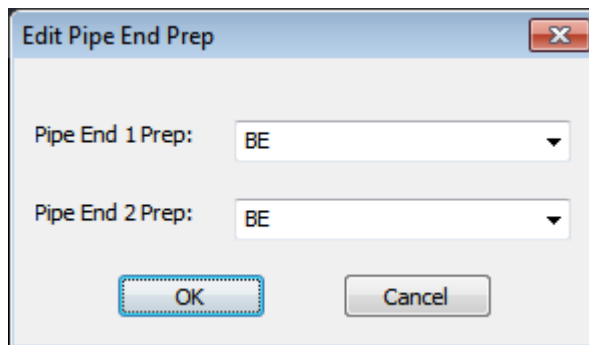 Edit Pipe End Prep
Pipe End 1 Prep: BE
Pipe End 2 Prep: BE
OK Cancel